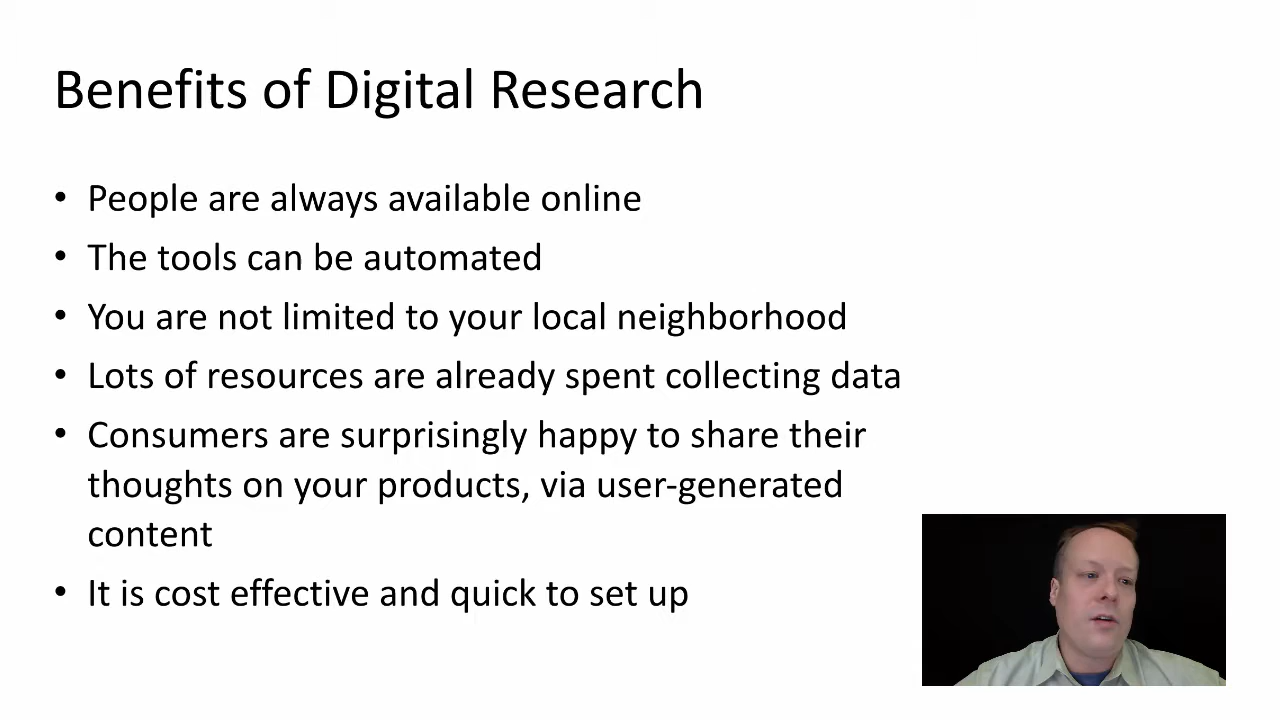 Benefits of Digital Research
• People are always available online
• The tools can be automated
• You are not limited to your local neighborhood
• Lots of resources are already spent collecting data
• Consumers are surprisingly happy to share their
thoughts on your products, via user-generated
content
• It is cost effective and quick to set up